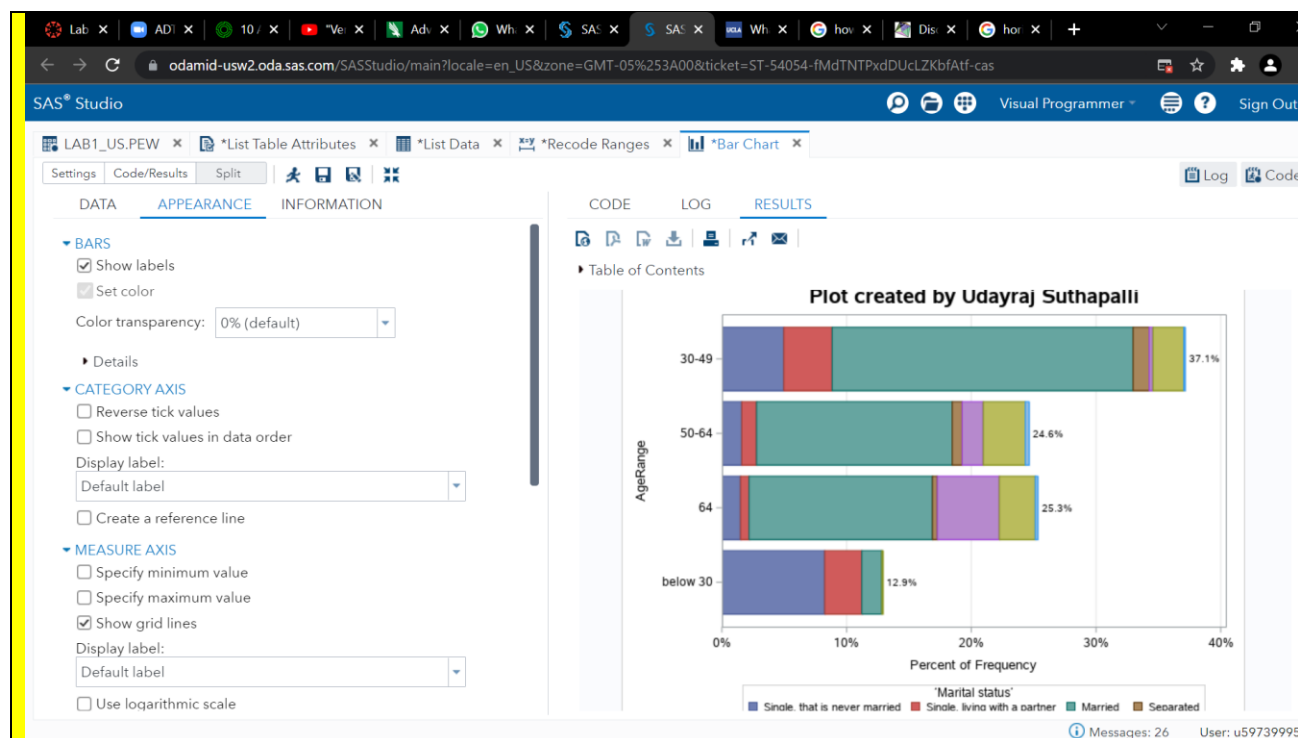 Lab × ADT × 10 / × "Ver × Adv × Wha × SAS × SAS × UCLA Wh × how × Dis × hor × +
odamid-usw2.oda.sas.com/SASStudio/main?locale=en_US&zone=GMT-05%253A00&ticket=ST-54054-fMdTNTPxdDUcLZKbfAtf-cas
SAS® Studio Visual Programmer ? Sign Out
LAB1_US.PEW × *List Table Attributes × *List Data × x=y *Recode Ranges × *Bar Chart ×
Settings Code/Results Split Log Code
DATA APPEARANCE INFORMATION
CODE LOG RESULTS
BARS
Show labels
Set color
Color transparency: 0% (default)
Details
CATEGORY AXIS
Reverse tick values
Show tick values in data order
Display label:
Default label
Create a reference line
MEASURE AXIS
Specify minimum value
Specify maximum value
Show grid lines
Display label:
Default label
Use logarithmic scale
Table of Contents
Plot created by Udayraj Suthapalli
AgeRange
30-49 37.1%
50-64 24.6%
64 25.3%
below 30 12.9%
0% 10% 20% 30% 40%
Percent of Frequency
'Marital status'
Single, that is never married Single, living with a partner Married Separated
Messages: 26 User: u59739995